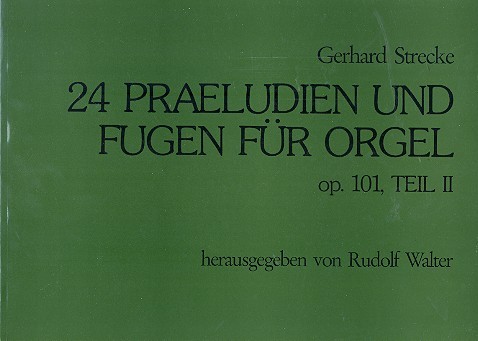 Gerhard Strecke
24 PRAELUDIEN UND
FUGEN FÜR ORGEL
op. 101, TEIL II
herausgegeben von Rudolf Walter